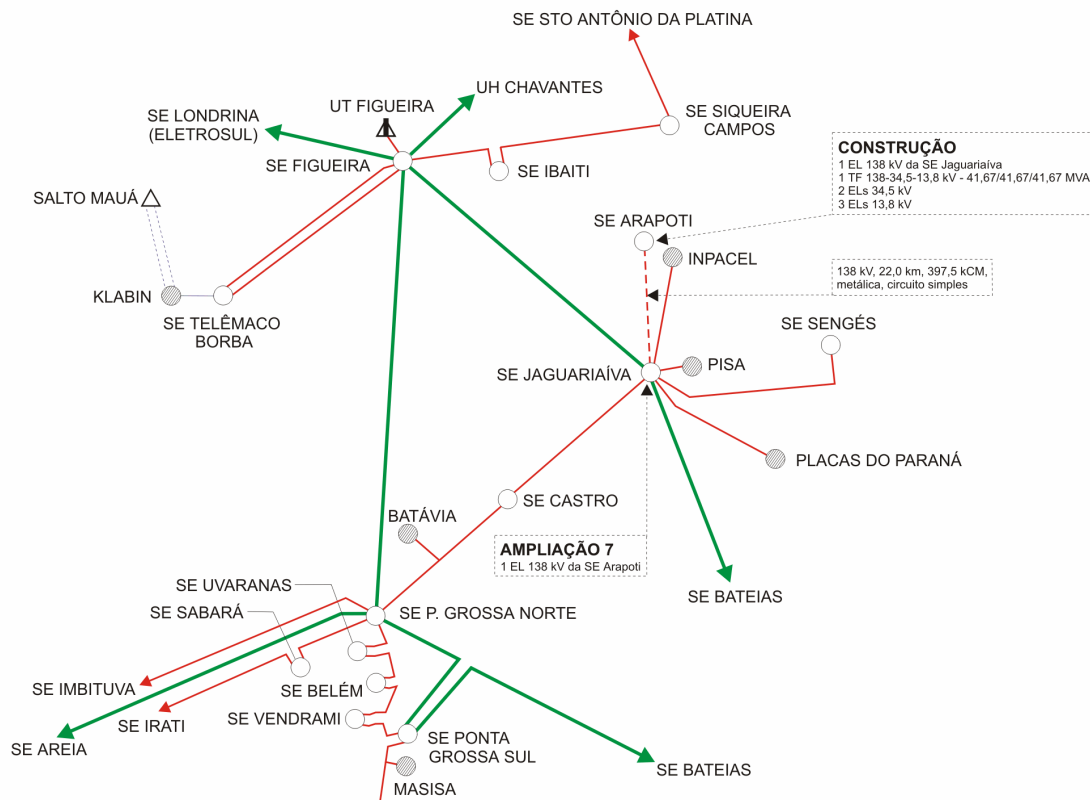 SE STO ANTÔNIO DA PLATINA
UH CHAVANTES
UT FIGUEIRA
SE LONDRINA
(ELETROSUL)
SE SIQUEIRA
CAMPOS
SE FIGUEIRA
SE IBAITI
CONSTRUÇÃO
1 EL 138 kV da SE Jaguariaíva
1 TF 138-34,5-13,8 kV - 41,67/41,67/41,67 MVA
2 ELs 34,5 kV
3 ELs 13,8 kV
SALTO MAUÁ
SE ARAPOTI
INPACEL
138 kV, 22,0 km, 397,5 kCM,
metálica, circuito simples
KLABIN
SE TELÊMACO
BORBA
SE SENGÉS
SE JAGUARIAÍVA
PISA
PLACAS DO PARANÁ
SE CASTRO
BATÁVIA
AMPLIAÇÃO 7
1 EL 138 kV da SE Arapoti
SE BATEIAS
SE UVARANAS
SE SABARÁ
SE P. GROSSA NORTE
SE IMBITUVA
SE BELÉM
SE IRATI
SE VENDRAMI
SE AREIA
SE PONTA
GROSSA SUL
SE BATEIAS
MASISA